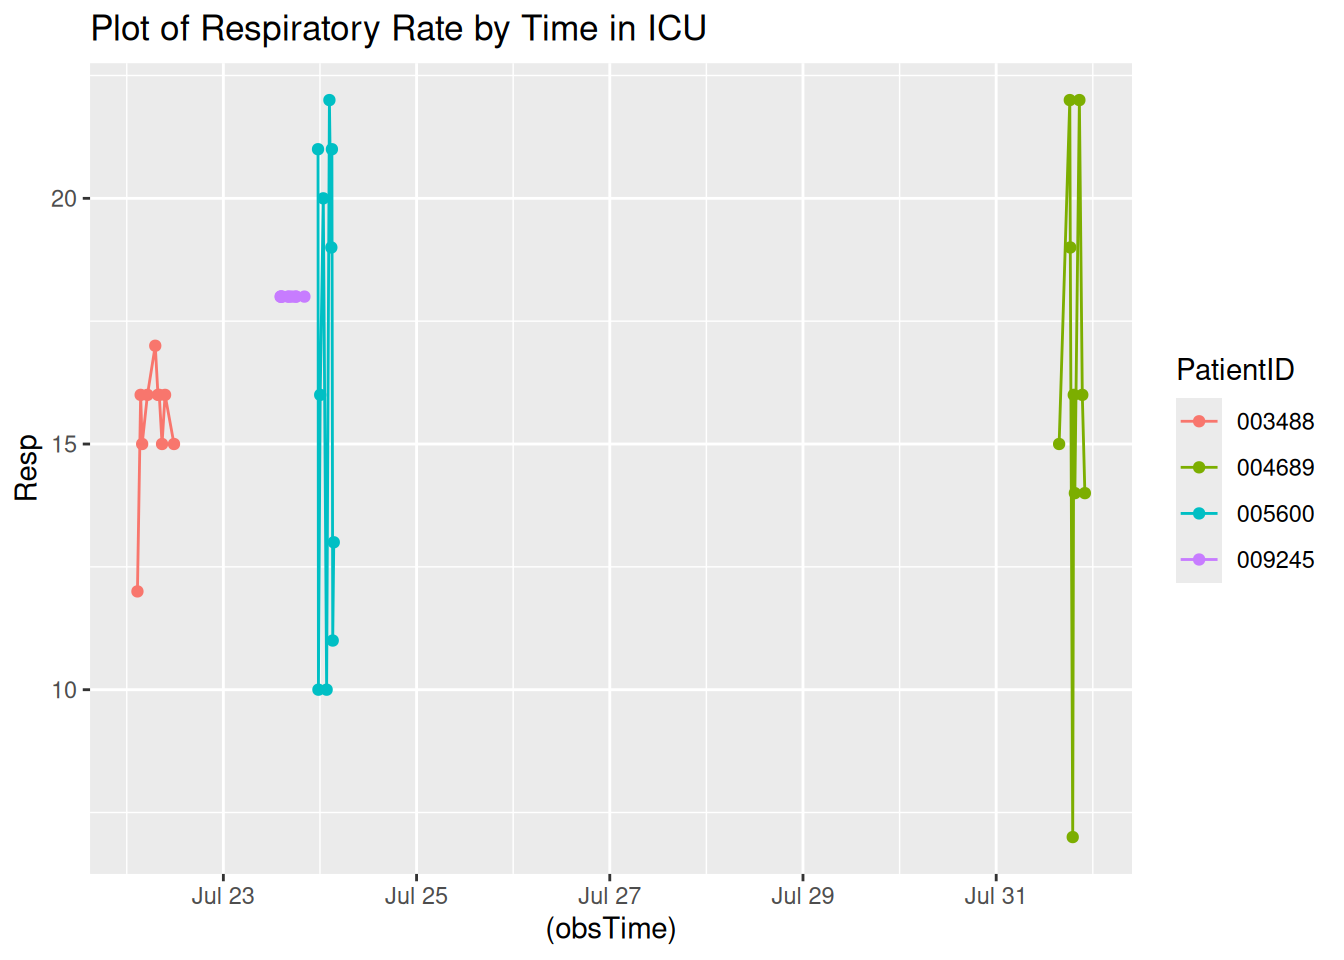 Plot of Respiratory Rate by Time in ICU
Resp
20
15
10
Jul 23
Jul 25
Jul 27
Jul 29
Jul 31
(obsTime)
PatientID
003488
004689
005600
009245